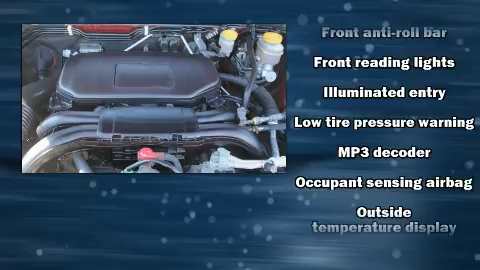 Front anti-roll bar
Front reading lights
Illuminated entry
Low tire pressure warning
MP3 decoder
Occupant sensing airbag
Outside
temperature display